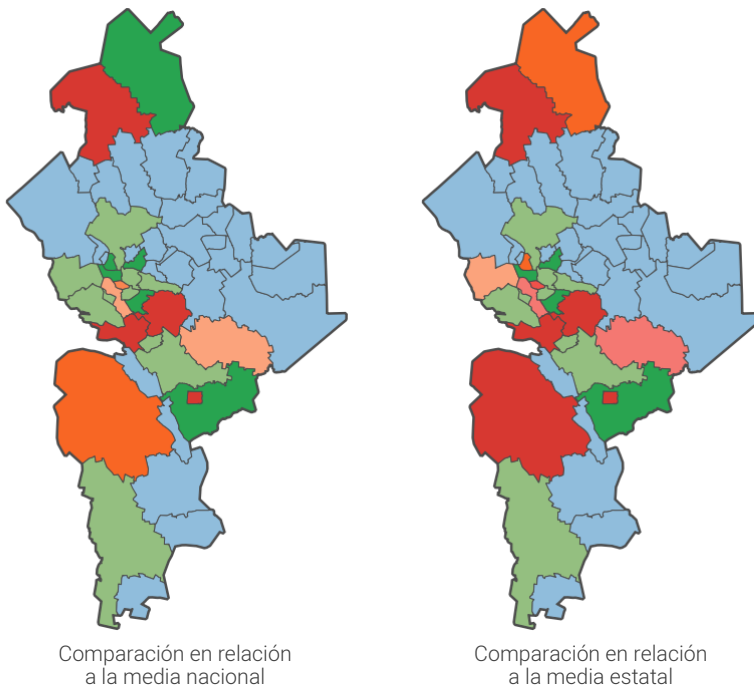 Comparación en relación
a la media nacional
Comparación en relación
a la media estatal